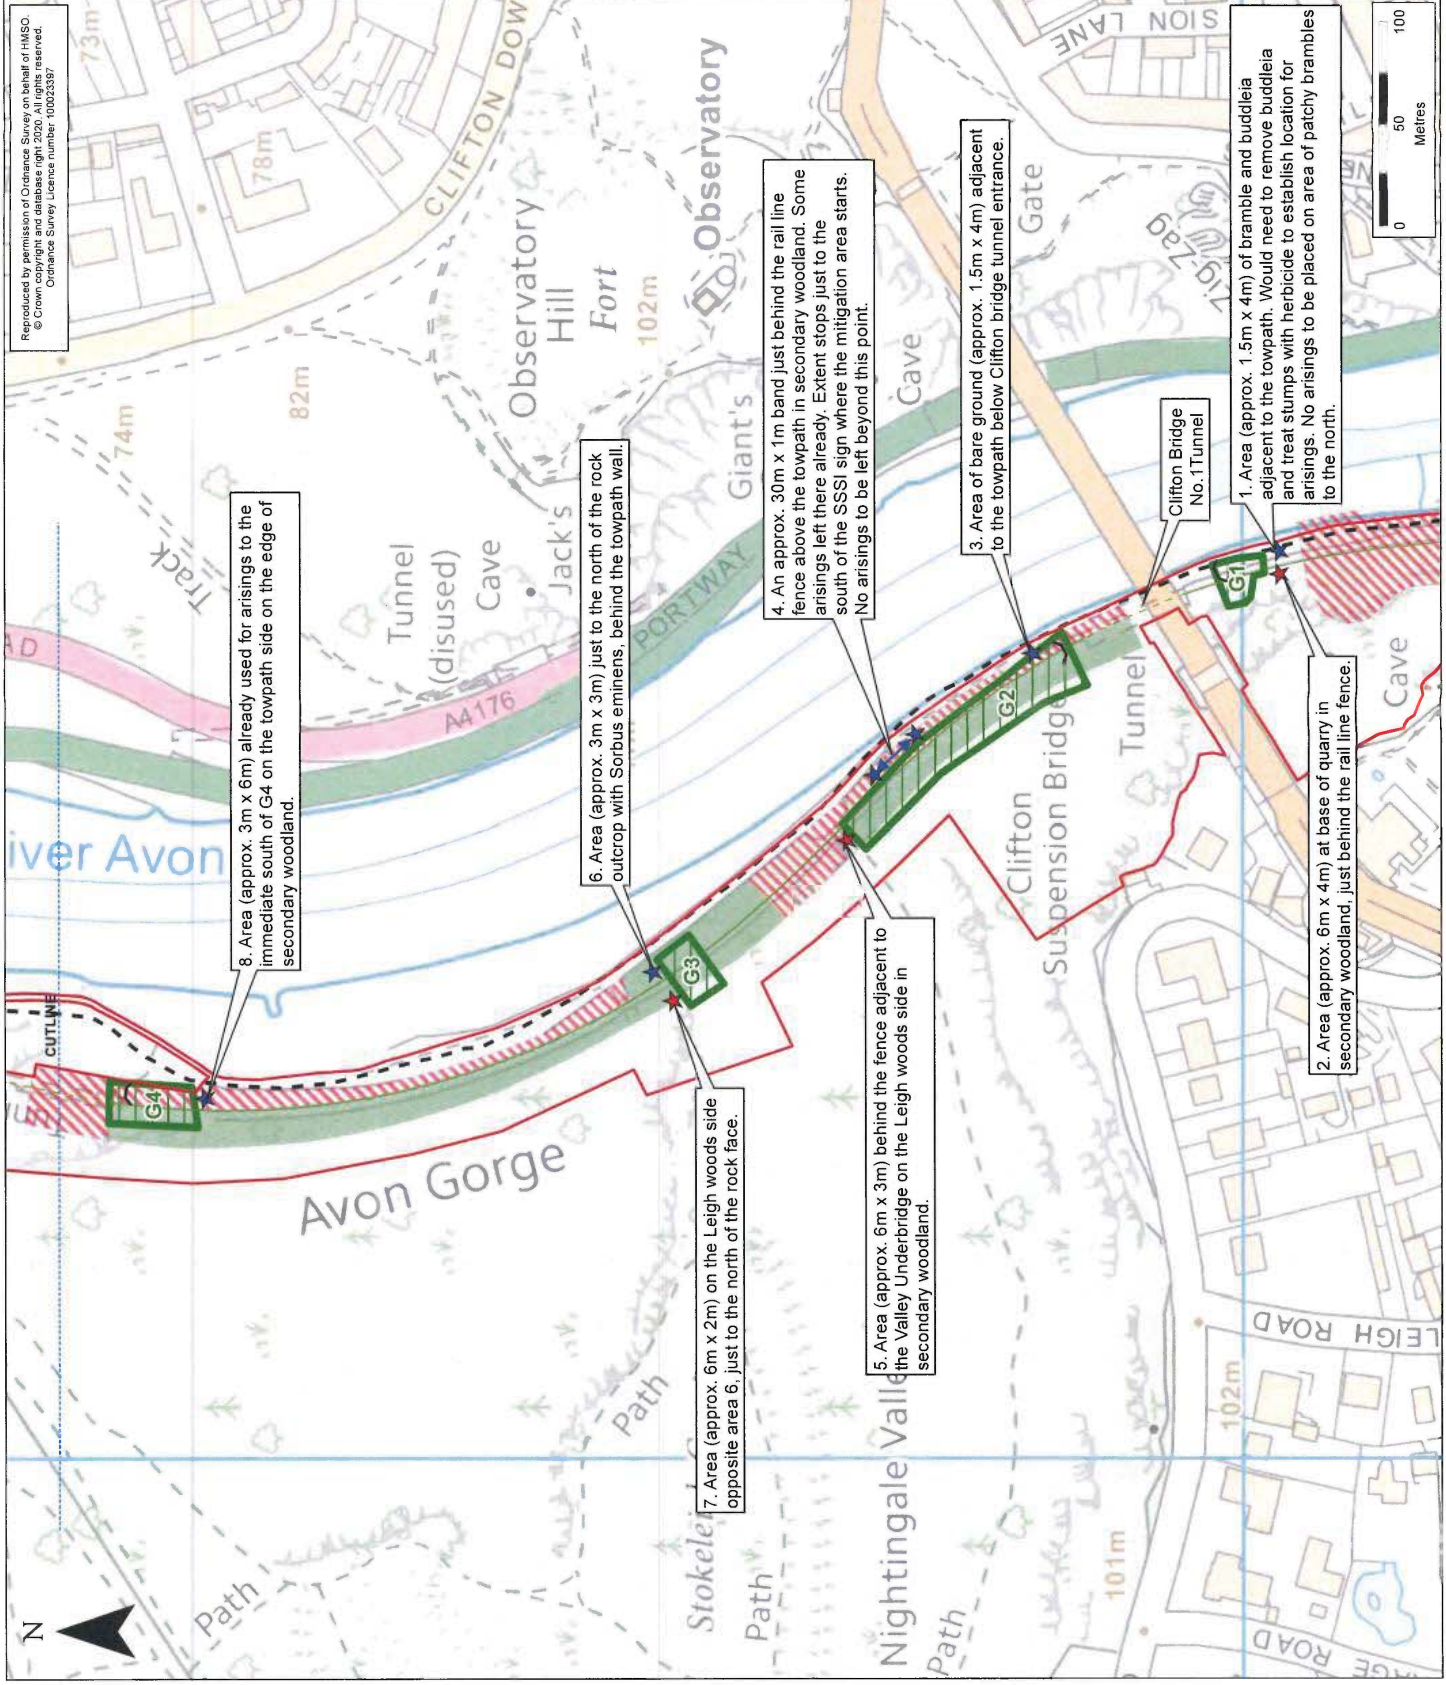 Reproduced by permission of Ordnance Survey on behalf of HMSO.
© Crown copyright and database right 2020. All rights reserved.
Ordnance Survey Licence number 100023397
N
CUTLINE
73m
78m
CLIFTON DOW
74m
82m
Track
Observatory
Hill
Fort
102m
Observatory
Tunnel
(disused)
Cave
Jack's
Giant's
Cave
A4176
PORTWAY
iver Avon
8. Area (approx. 3m x 6m) already used for arisings to the
immediate south of G4 on the towpath side on the edge of
secondary woodland.
6. Area (approx. 3m x 3m) just to the north of the rock
outcrop with Sorbus eminens, behind the towpath wall.
4. An approx. 30m x 1m band just behind the rail line
fence above the towpath in secondary woodland. Some
arisings left there already. Extent stops just to the
south of the SSSI sign where the mitigation area starts.
No arisings to be left beyond this point.
3. Area of bare ground (approx. 1.5m x 4m) adjacent
to the towpath below Clifton bridge tunnel entrance.
Gate
Zig-Zag
SION LANE
Clifton Bridge
No.1 Tunnel
1. Area (approx. 1.5m x 4m) of bramble and buddleia
adjacent to the towpath. Would need to remove buddleia
and treat stumps with herbicide to establish location for
arisings. No arisings to be placed on area of patchy brambles
to the north.
0 50 100
Metres
G4
G3
G2
G1
Avon Gorge
7. Area (approx. 6m x 2m) on the Leigh woods side
opposite area 6, just to the north of the rock face.
5. Area (approx. 6m x 3m) behind the fence adjacent to
the Valley Underbridge on the Leigh woods side in
secondary woodland.
2. Area (approx. 6m x 4m) at base of quarry in
secondary woodland, just behind the rail line fence.
Clifton
Suspension Bridge
Tunnel
Cave
Path
Path
Stokelei
Path
Nightingale Valle
Path
101m
102m
LEIGH ROAD
ROAD